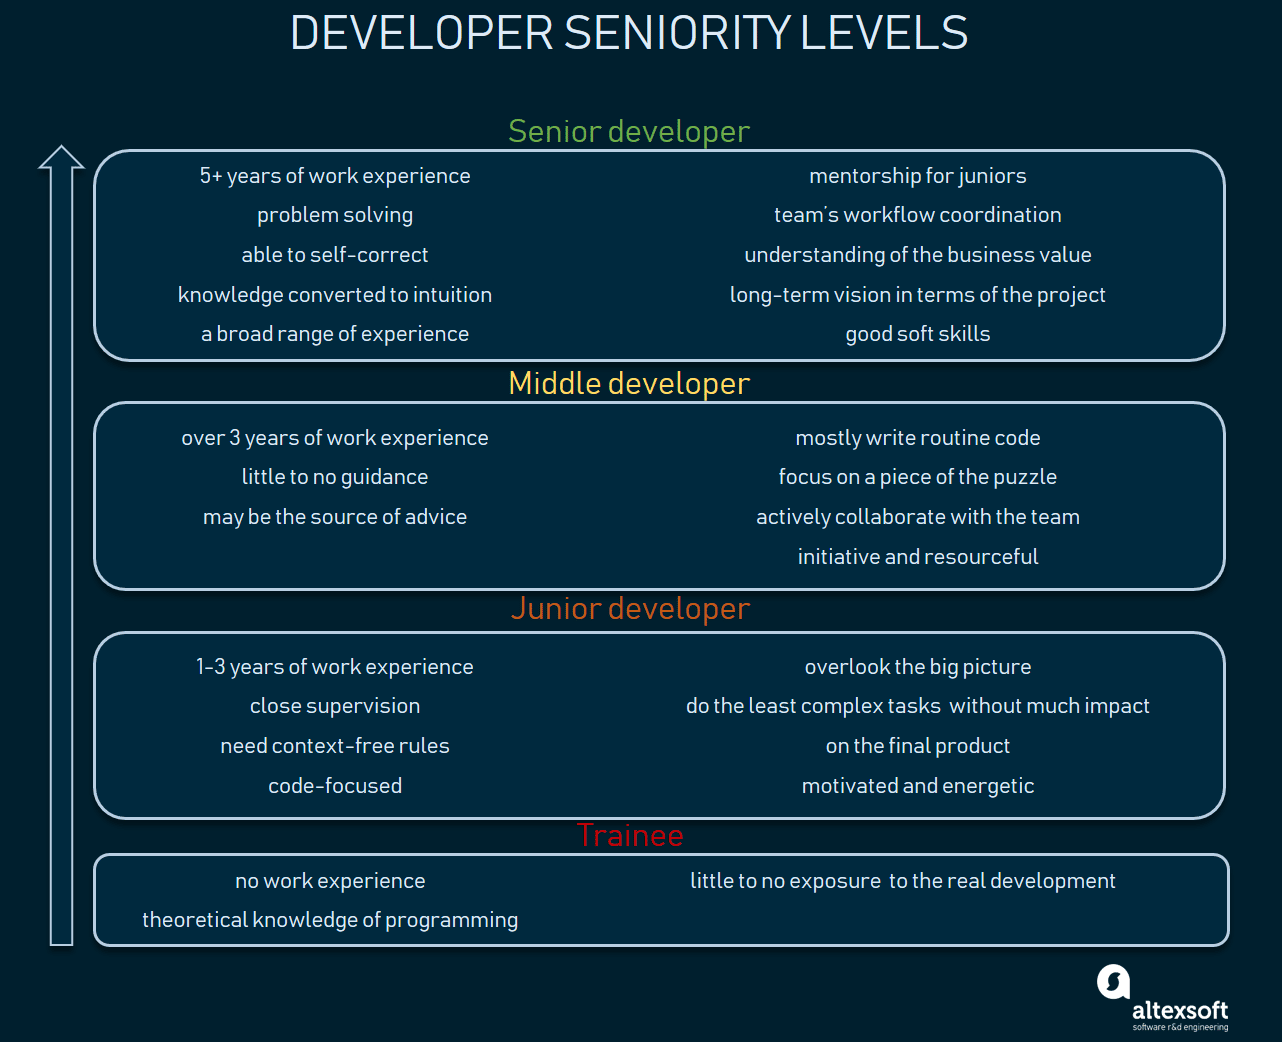 DEVELOPER SENIORITY LEVELS
Senior developer
5+ years of work experience
problem solving
able to self-correct
knowledge converted to intuition
a broad range of experience
mentorship for juniors
team's workflow coordination
understanding of the business value
long-term vision in terms of the project
good soft skills
Middle developer
over 3 years of work experience
little to no guidance
may be the source of advice
mostly write routine code
focus on a piece of the puzzle
actively collaborate with the team
initiative and resourceful
Junior developer
1-3 years of work experience
close supervision
need context-free rules
code-focused
overlook the big picture
do the least complex tasks without much impact
on the final product
motivated and energetic
Trainee
no work experience
theoretical knowledge of programming
little to no exposure to the real development
altexsoft
software r&d engineering